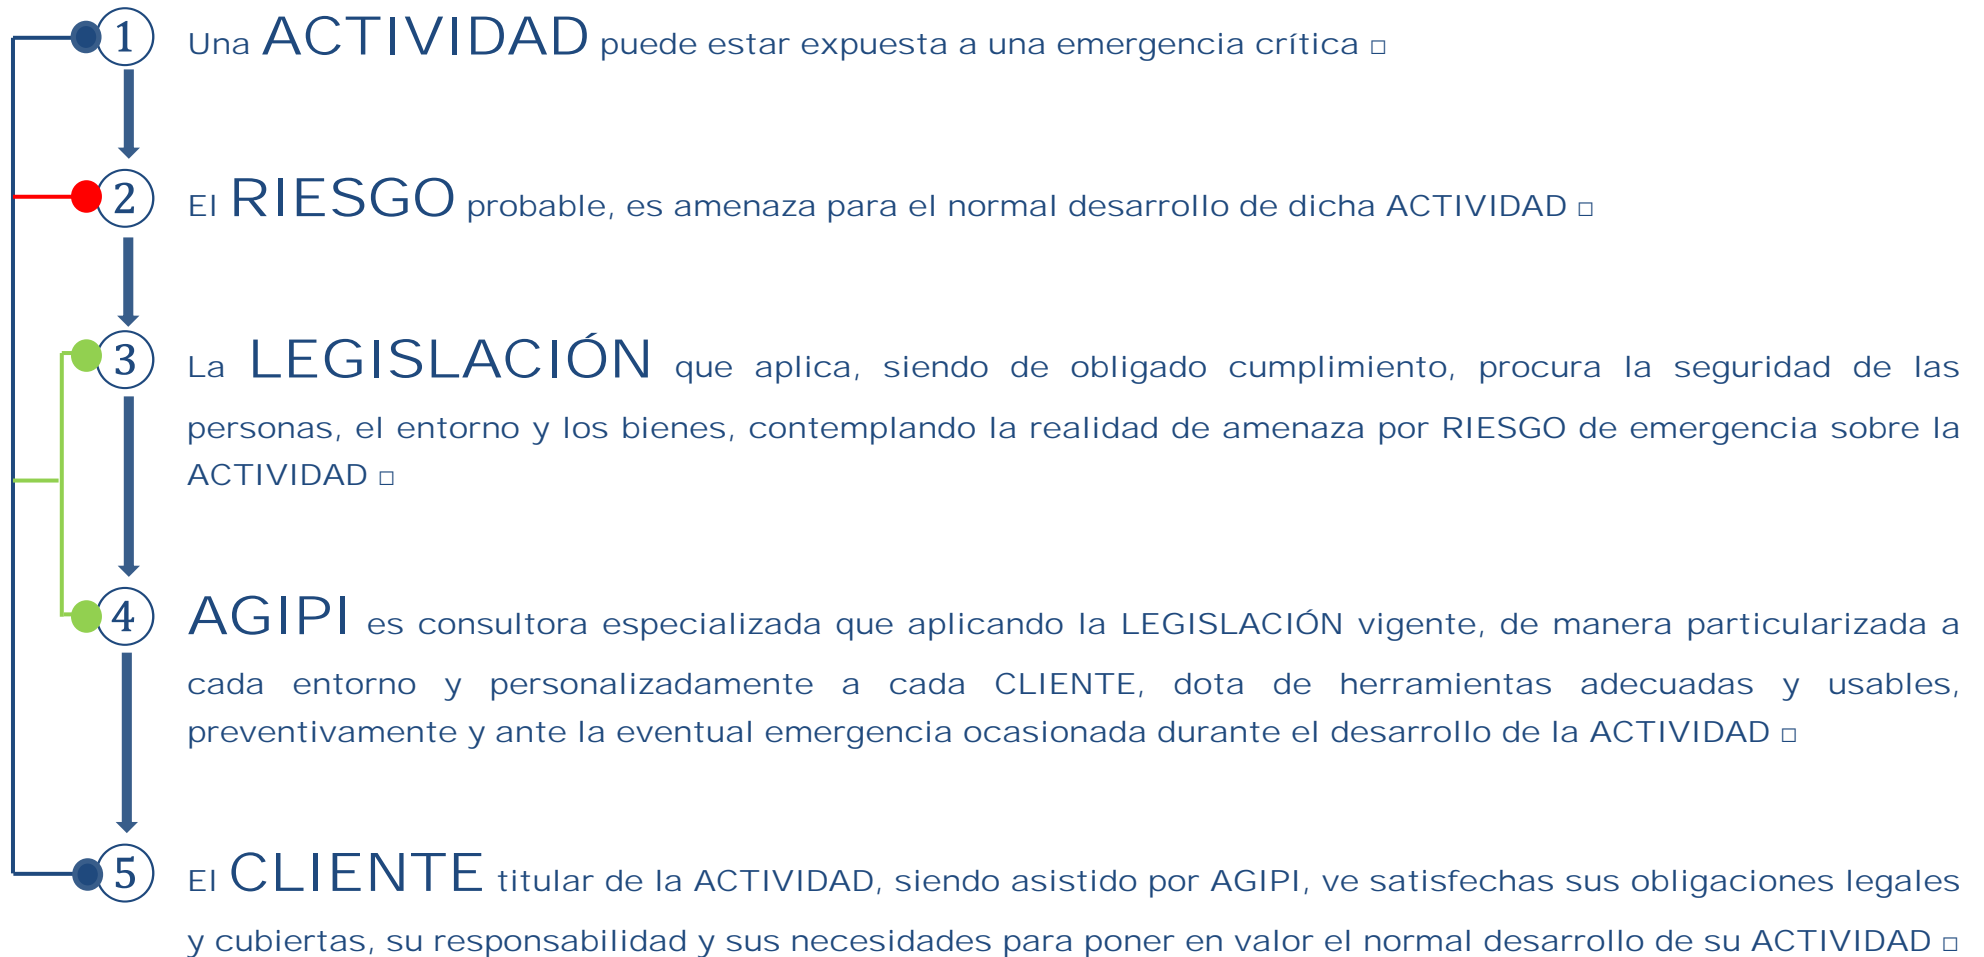 1 Una ACTIVIDAD puede estar expuesta a una emergencia crítica □
2 El RIESGO probable, es amenaza para el normal desarrollo de dicha ACTIVIDAD □
3 La LEGISLACIÓN que aplica, siendo de obligado cumplimiento, procura la seguridad de las
personas, el entorno y los bienes, contemplando la realidad de amenaza por RIESGO de emergencia sobre la
ACTIVIDAD □
4 AGIPI es consultora especializada que aplicando la LEGISLACIÓN vigente, de manera particularizada a
cada entorno y personalizadamente a cada CLIENTE, dota de herramientas adecuadas y usables,
preventivamente y ante la eventual emergencia ocasionada durante el desarrollo de la ACTIVIDAD □
5 El CLIENTE titular de la ACTIVIDAD, siendo asistido por AGIPI, ve satisfechas sus obligaciones legales
y cubiertas, su responsabilidad y sus necesidades para poner en valor el normal desarrollo de su ACTIVIDAD □